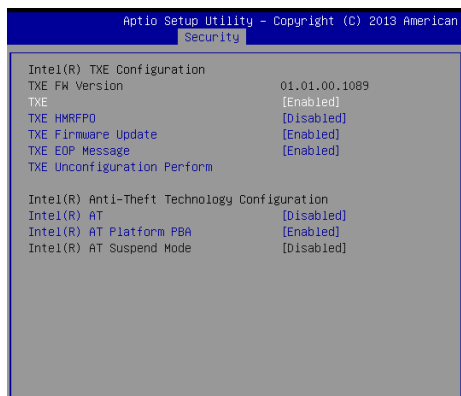 Aptio Setup Utility - Copyright (C) 2013 American
Security
Intel(R) TXE Configuration
TXE FW Version 01.01.00.1089
TXE [Enabled]
TXE HMRFPO [Disabled]
TXE Firmware Update [Enabled]
TXE EOP Message [Enabled]
TXE Unconfiguration Perform
Intel(R) Anti-Theft Technology Configuration
Intel(R) AT [Disabled]
Intel(R) AT Platform PBA [Enabled]
Intel(R) AT Suspend Mode [Disabled]